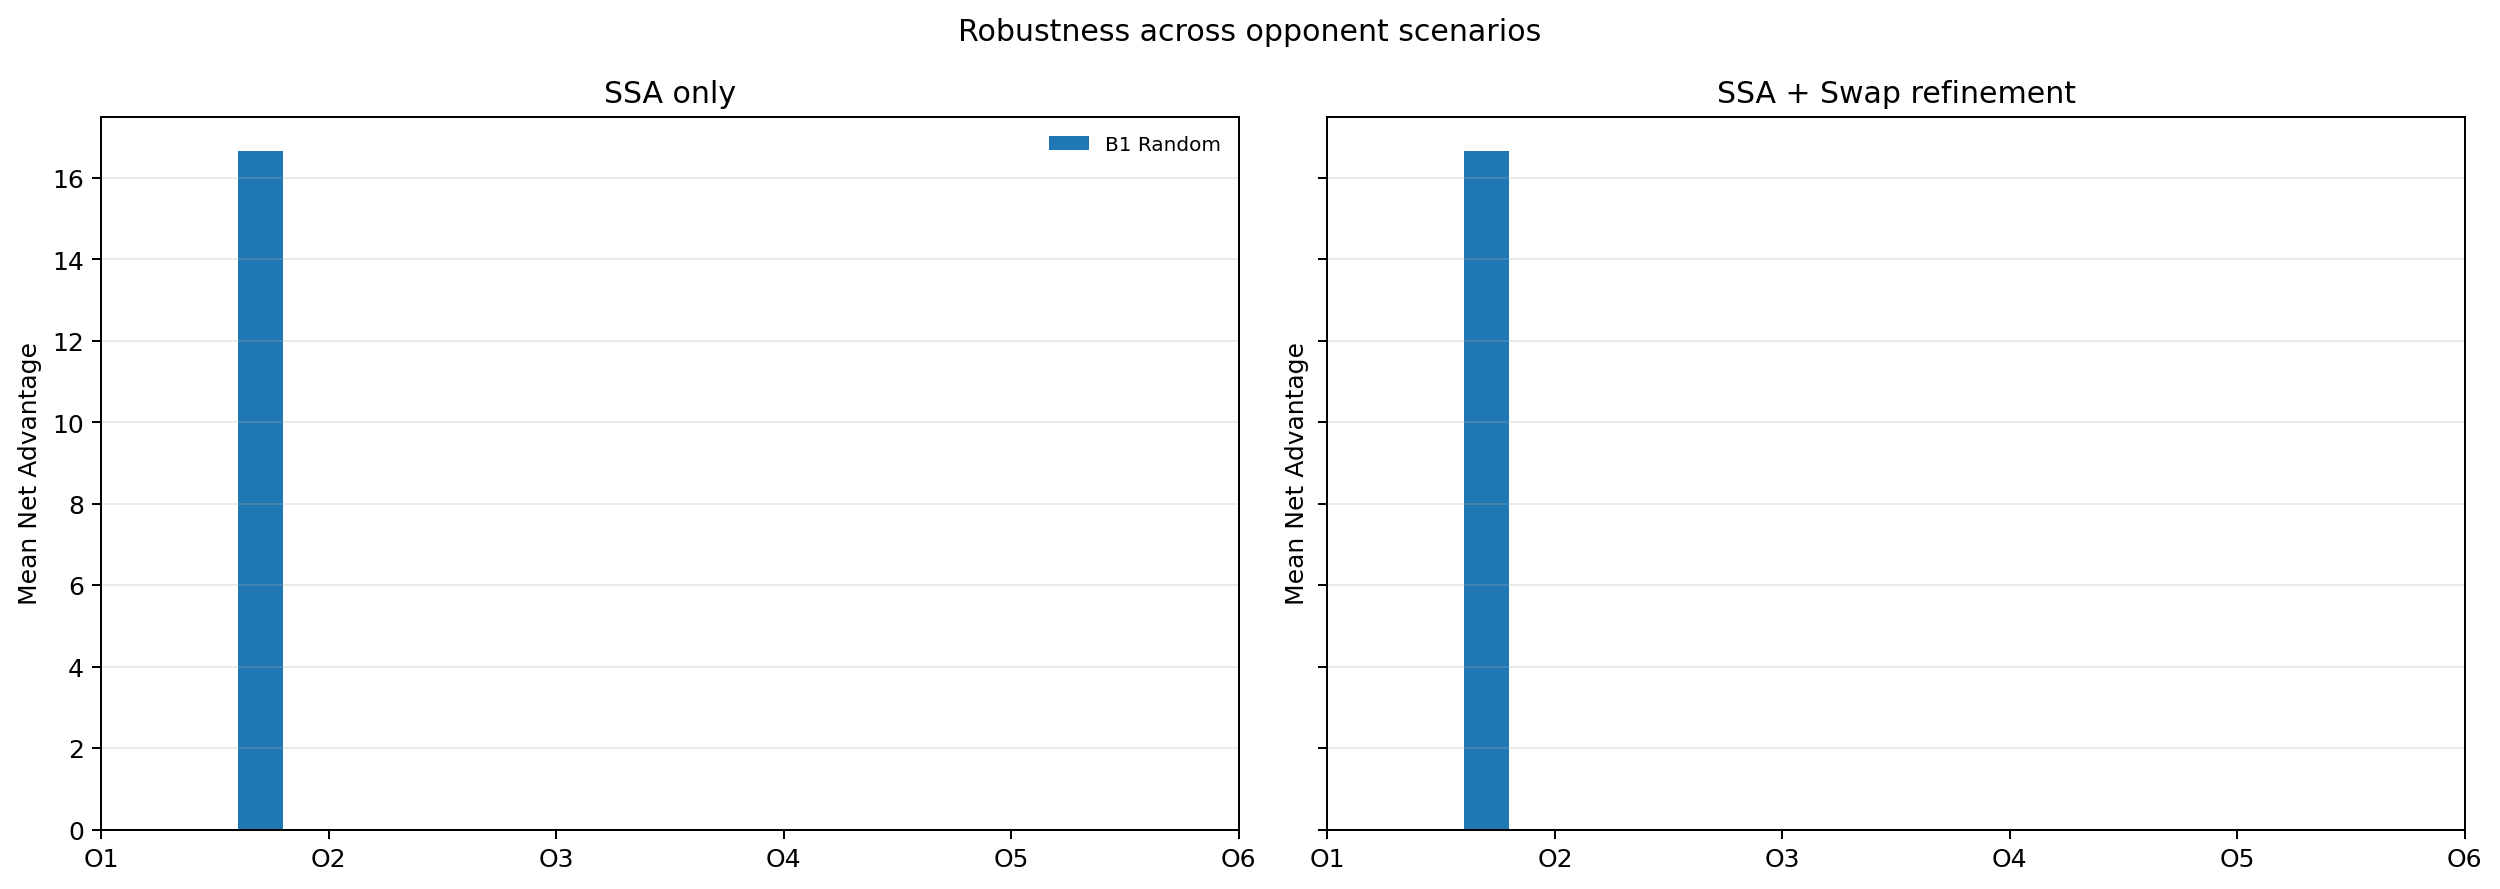 Robustness across opponent scenarios
SSA only
B1 Random
Mean Net Advantage
16
14
12
10
8
6
4
2
0
O1 O2 O3 O4 O5 O6
SSA + Swap refinement
Mean Net Advantage
O1 O2 O3 O4 O5 O6